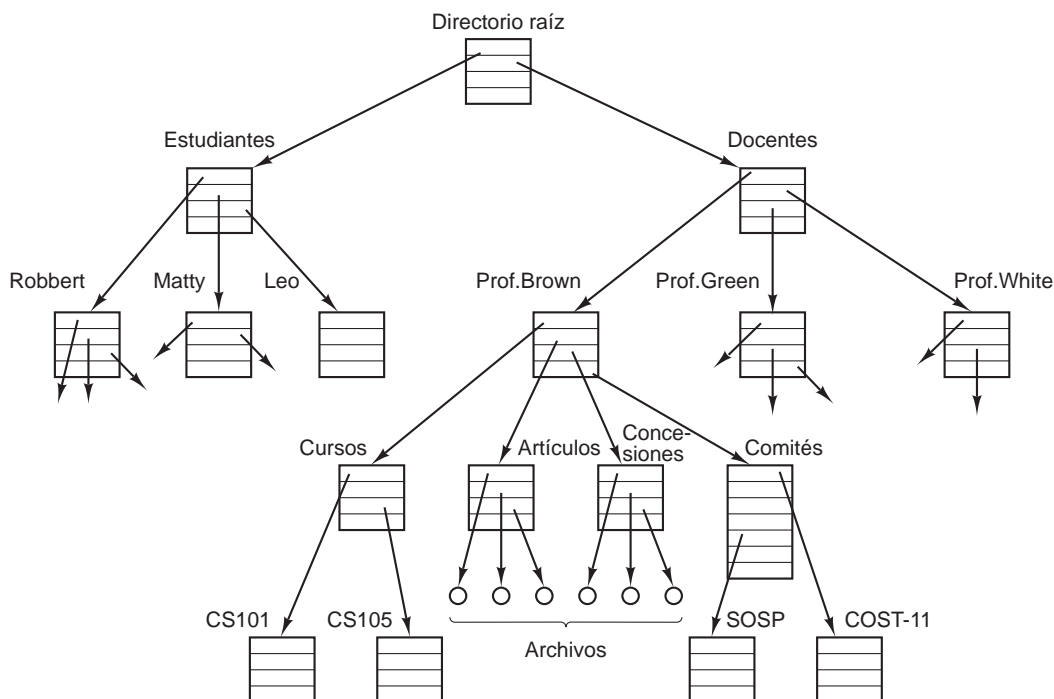 Directorio raíz
Estudiantes
Docentes
Robbert
Matty
Leo
Prof.Brown
Prof.Green
Prof.White
Cursos
Artículos
Conce-
siones
Comités
CS101
CS105
Archivos
SOSP
COST-11